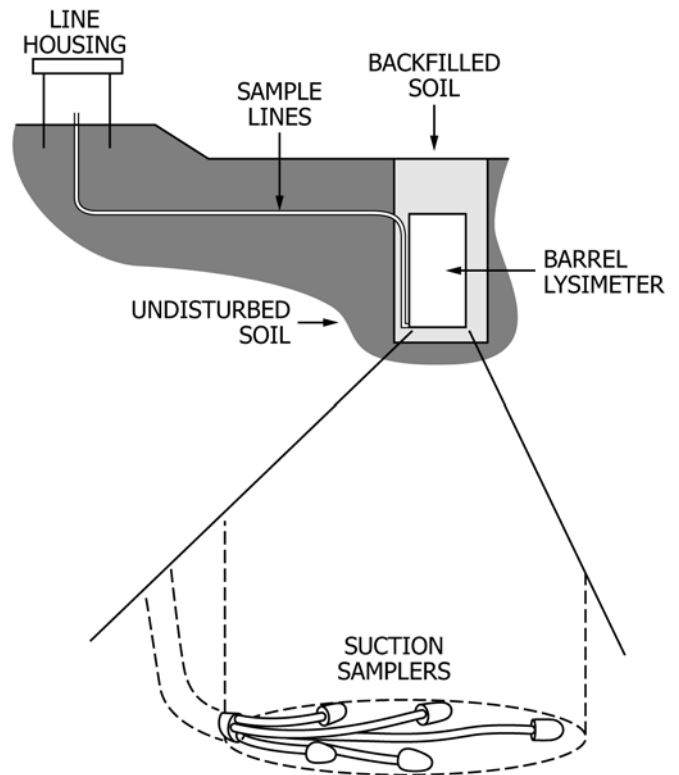 LINE
HOUSING
SAMPLE
LINES
BACKFILLED
SOIL
BARREL
LYSIMETER
UNDISTURBED
SOIL
SUCTION
SAMPLERS